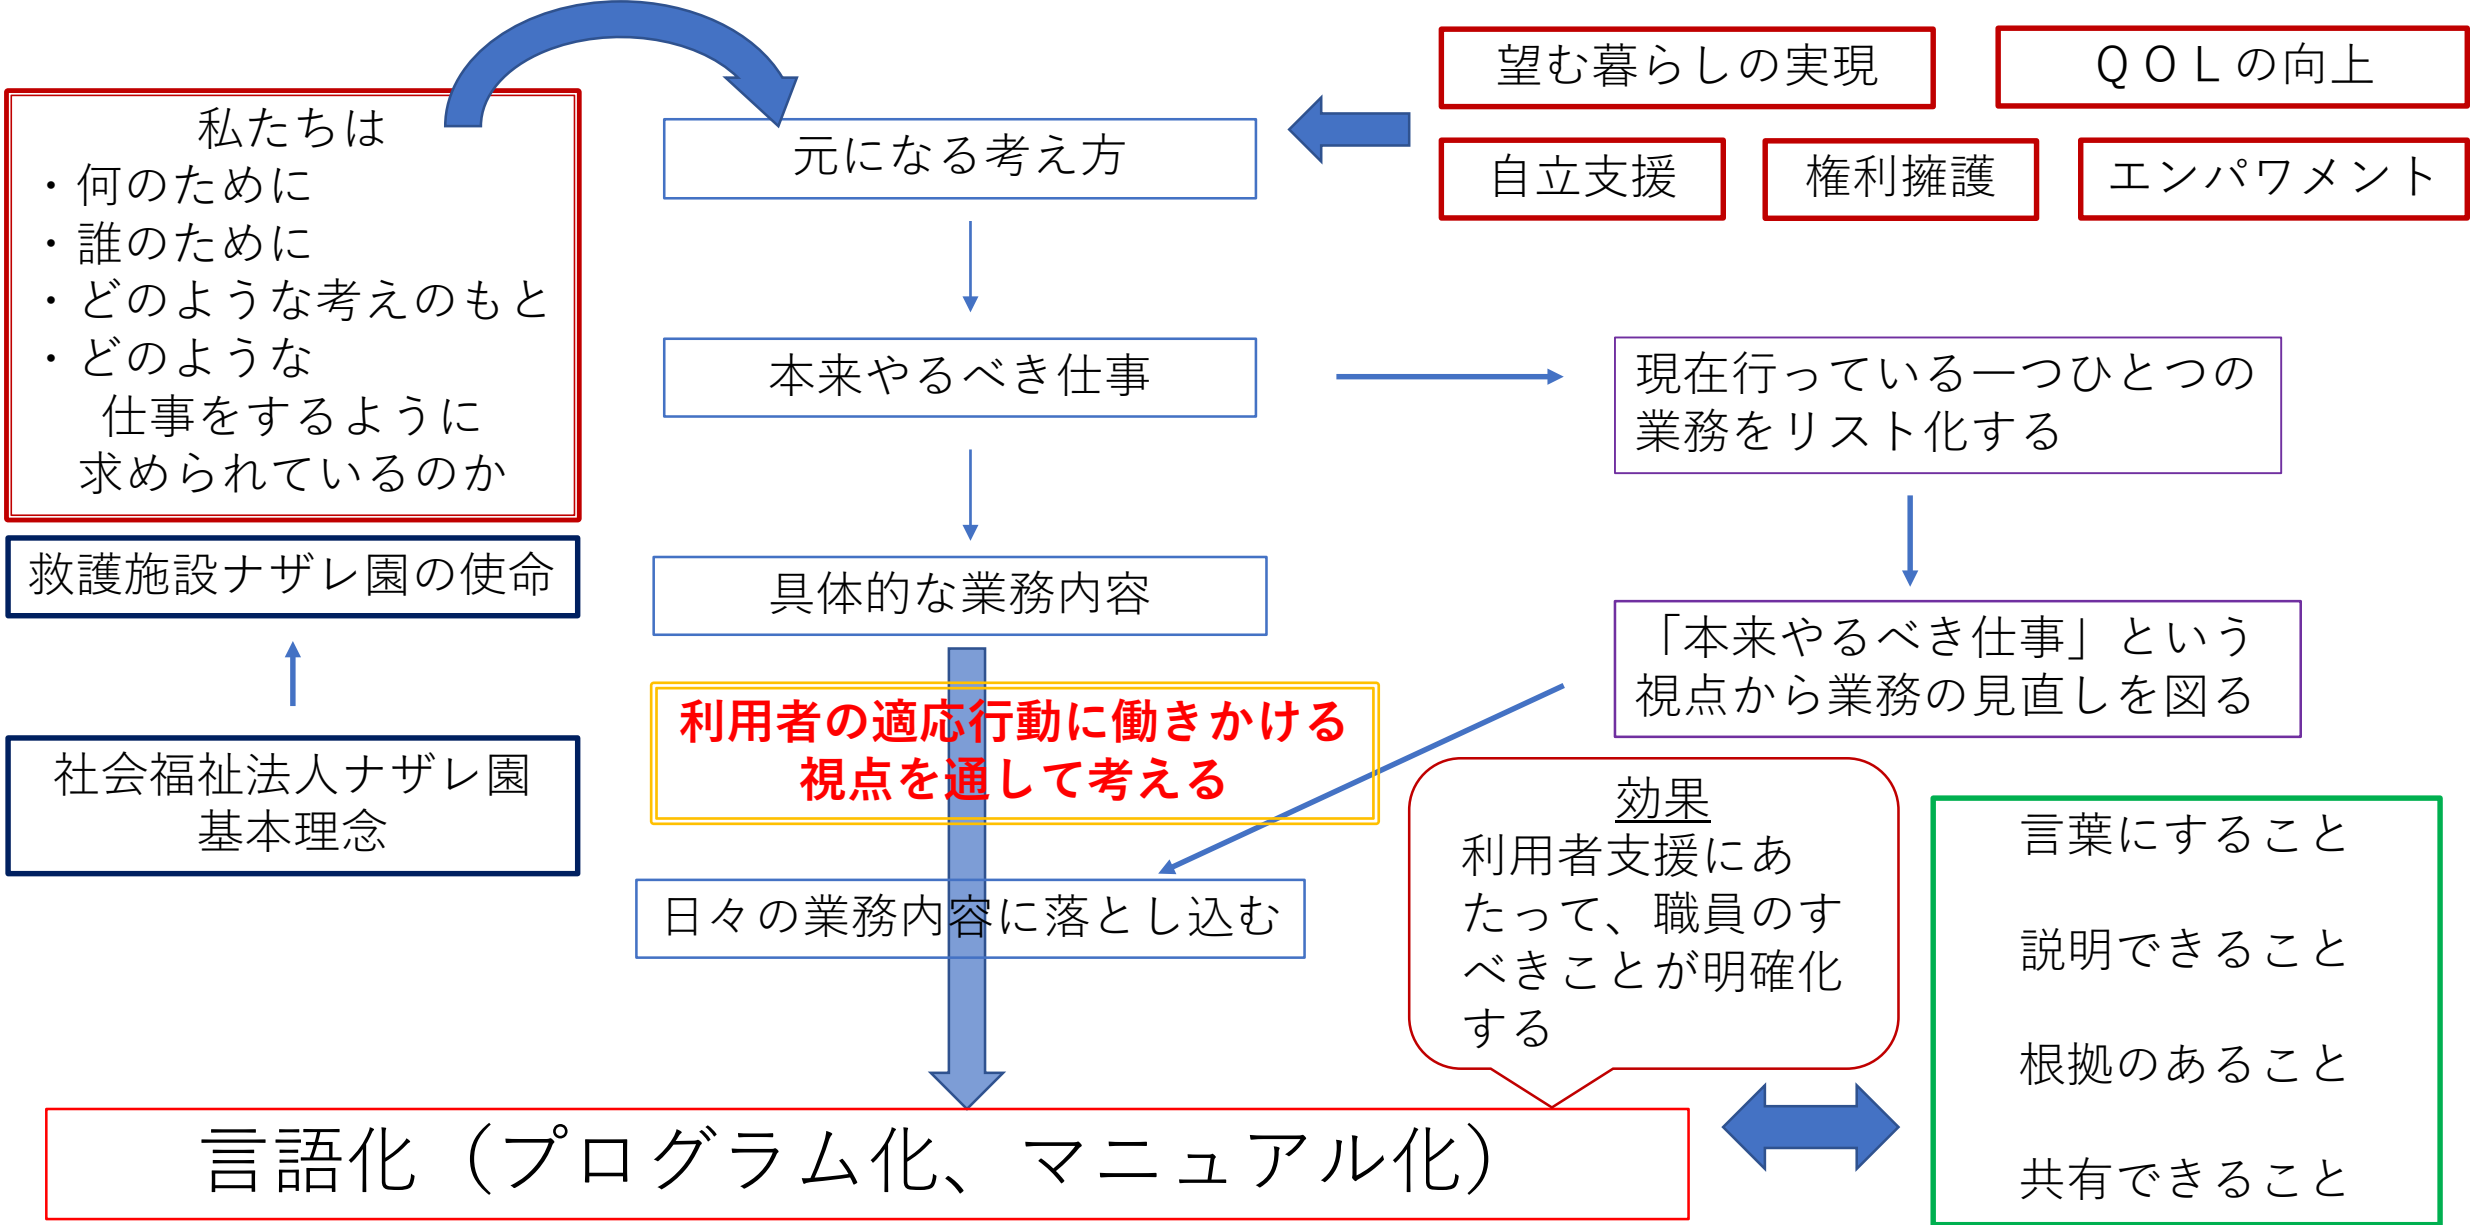 私たちは
・何のために
・誰のために
・どのような考えのもと
・どのような
仕事をするように
求められているのか
救護施設ナザレ園の使命
社会福祉法人ナザレ園
基本理念
元になる考え方
望む暮らしの実現
ＱＯＬの向上
自立支援
権利擁護
エンパワメント
本来やるべき仕事
現在行っている一つひとつの
業務をリスト化する
具体的な業務内容
「本来やるべき仕事」という
視点から業務の見直しを図る
利用者の適応行動に働きかける
視点を通して考える
日々の業務内容に落とし込む
効果
利用者支援にあ
たって、職員のす
べきことが明確化
する
言葉にすること
説明できること
根拠のあること
共有できること
言語化（プログラム化、マニュアル化）